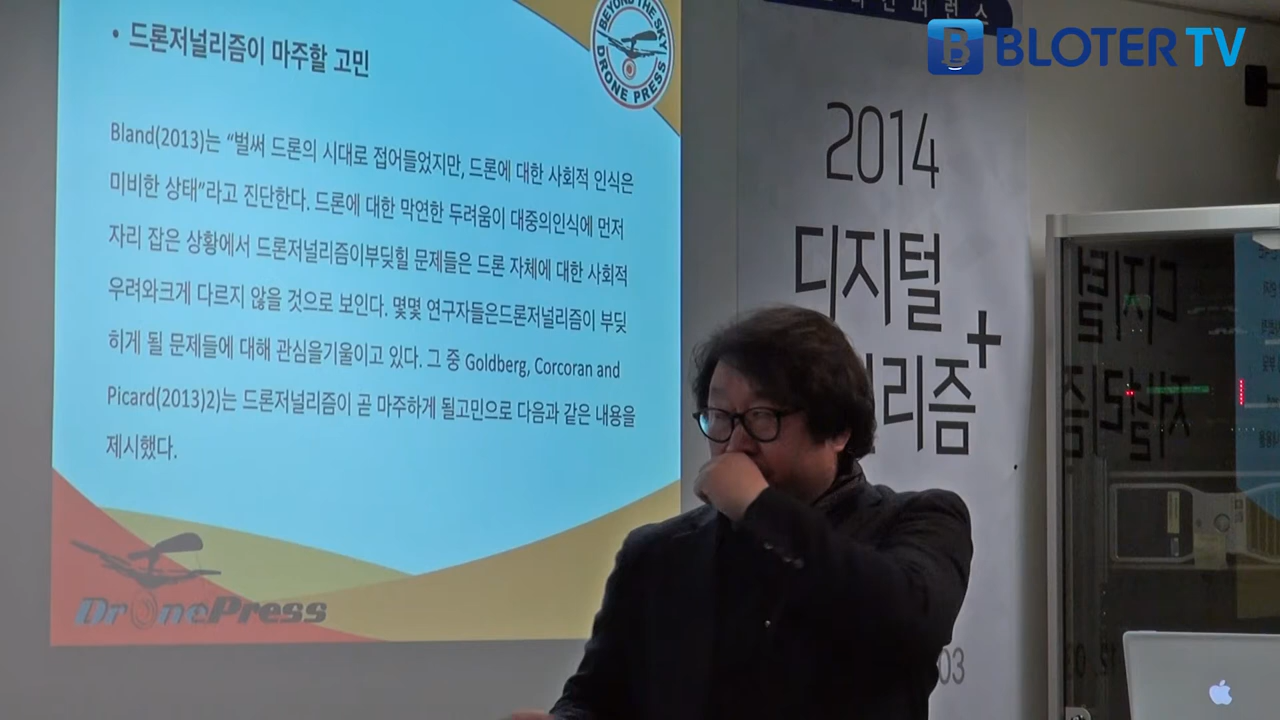 • 드론저널리즘이 마주할 고민
BEYOND THE SKY
DRONE PRESS
Bland(2013)는 “벌써 드론의 시대로 접어들었지만, 드론에 대한 사회적 인식은
미비한 상태”라고 진단한다. 드론에 대한 막연한 두려움이 대중의인식에 먼저
자리 잡은 상황에서 드론저널리즘이부딪힐 문제들은 드론 자체에 대한 사회적
우려와크게 다르지 않을 것으로 보인다. 몇몇 연구자들은드론저널리즘이 부딪
히게 될 문제들에 대해 관심을기울이고 있다. 그 중 Goldberg, Corcoran and
Picard(2013)2)는 드론저널리즘이 곧 마주하게 될고민으로 다음과 같은 내용을
제시했다.
DronePress
BLOTER TV
컨퍼런스
2014
디지털
리즘+
03